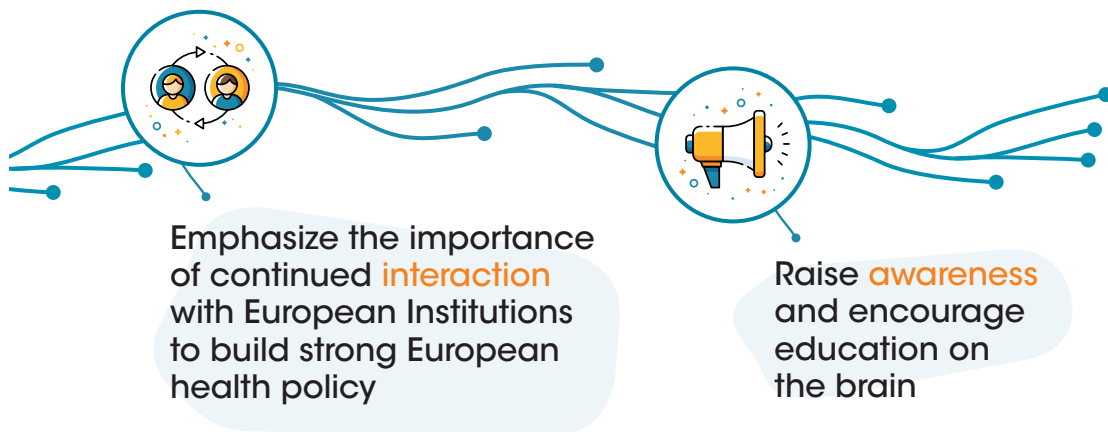 Emphasize the importance
of continued interaction
with European Institutions
to build strong European
health policy
Raise awareness
and encourage
education on
the brain